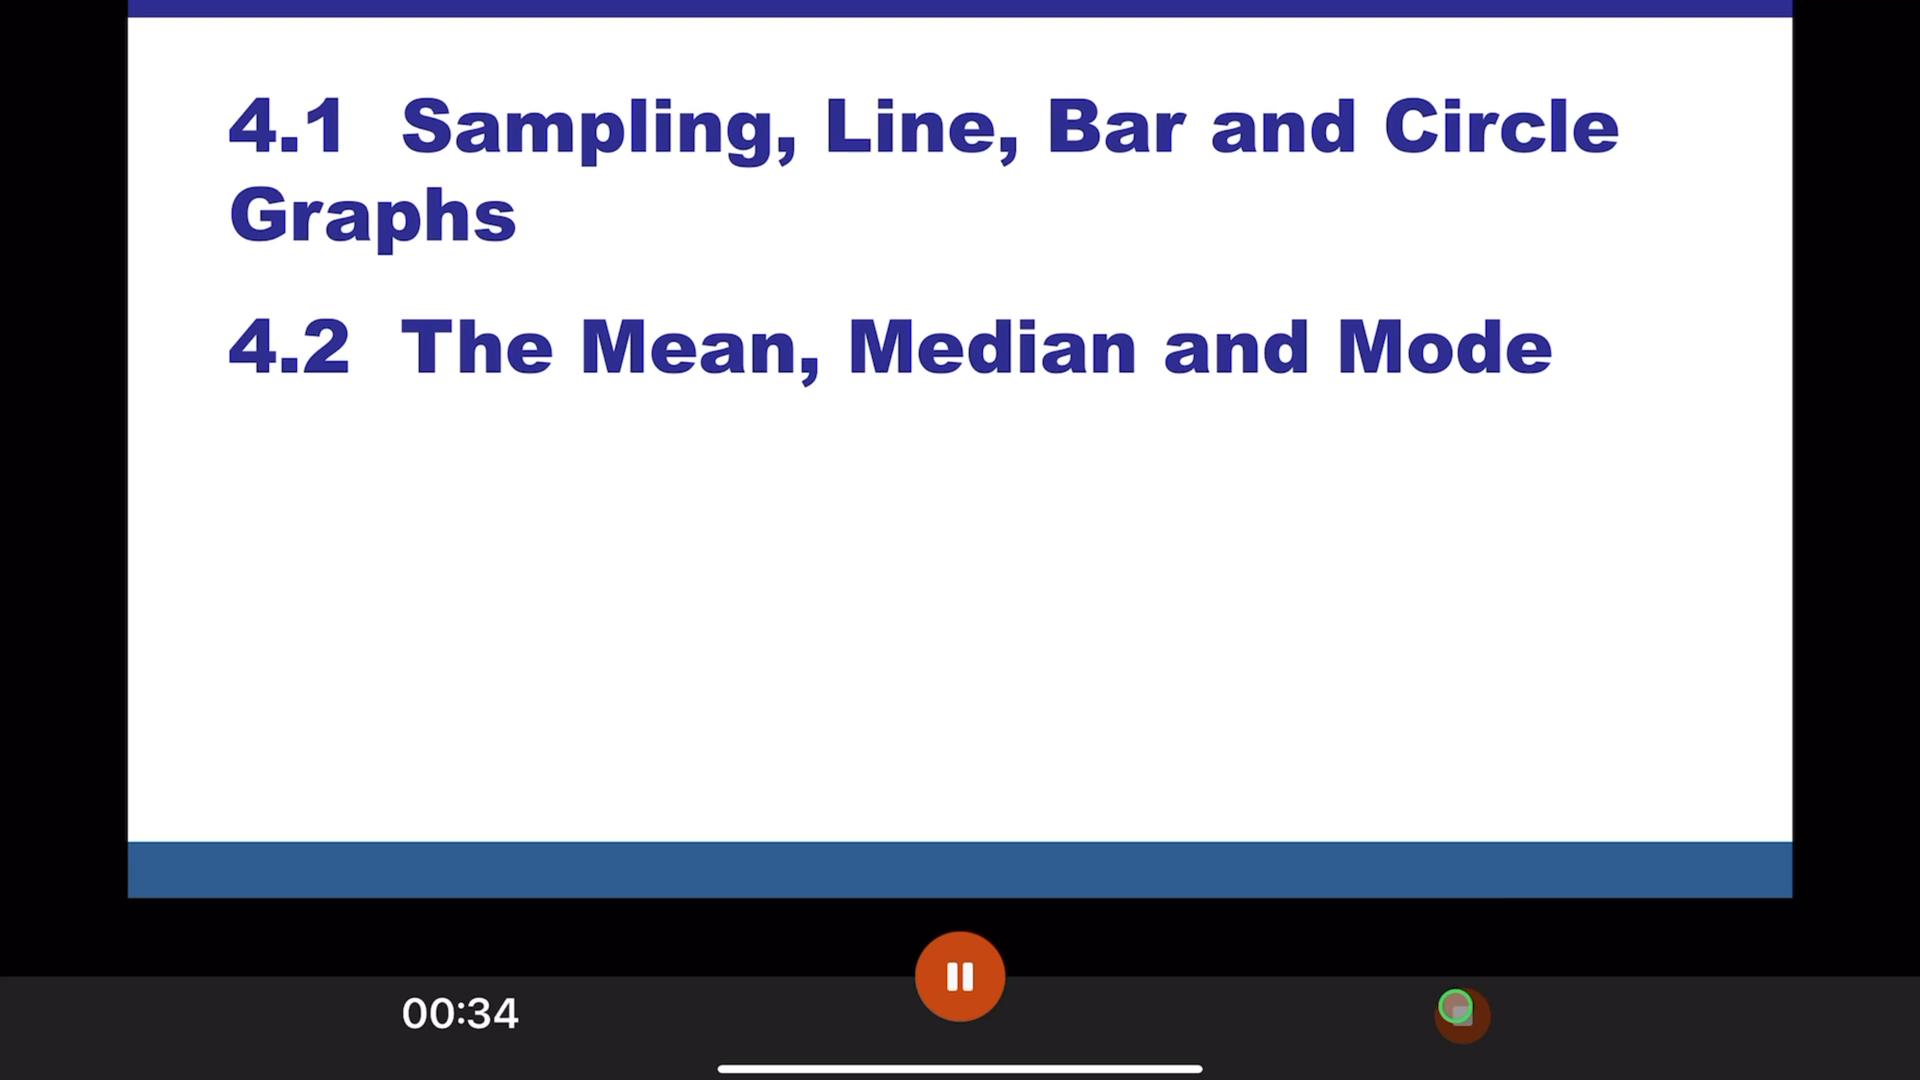 4.1 Sampling, Line, Bar and Circle
Graphs
4.2 The Mean, Median and Mode
00:34